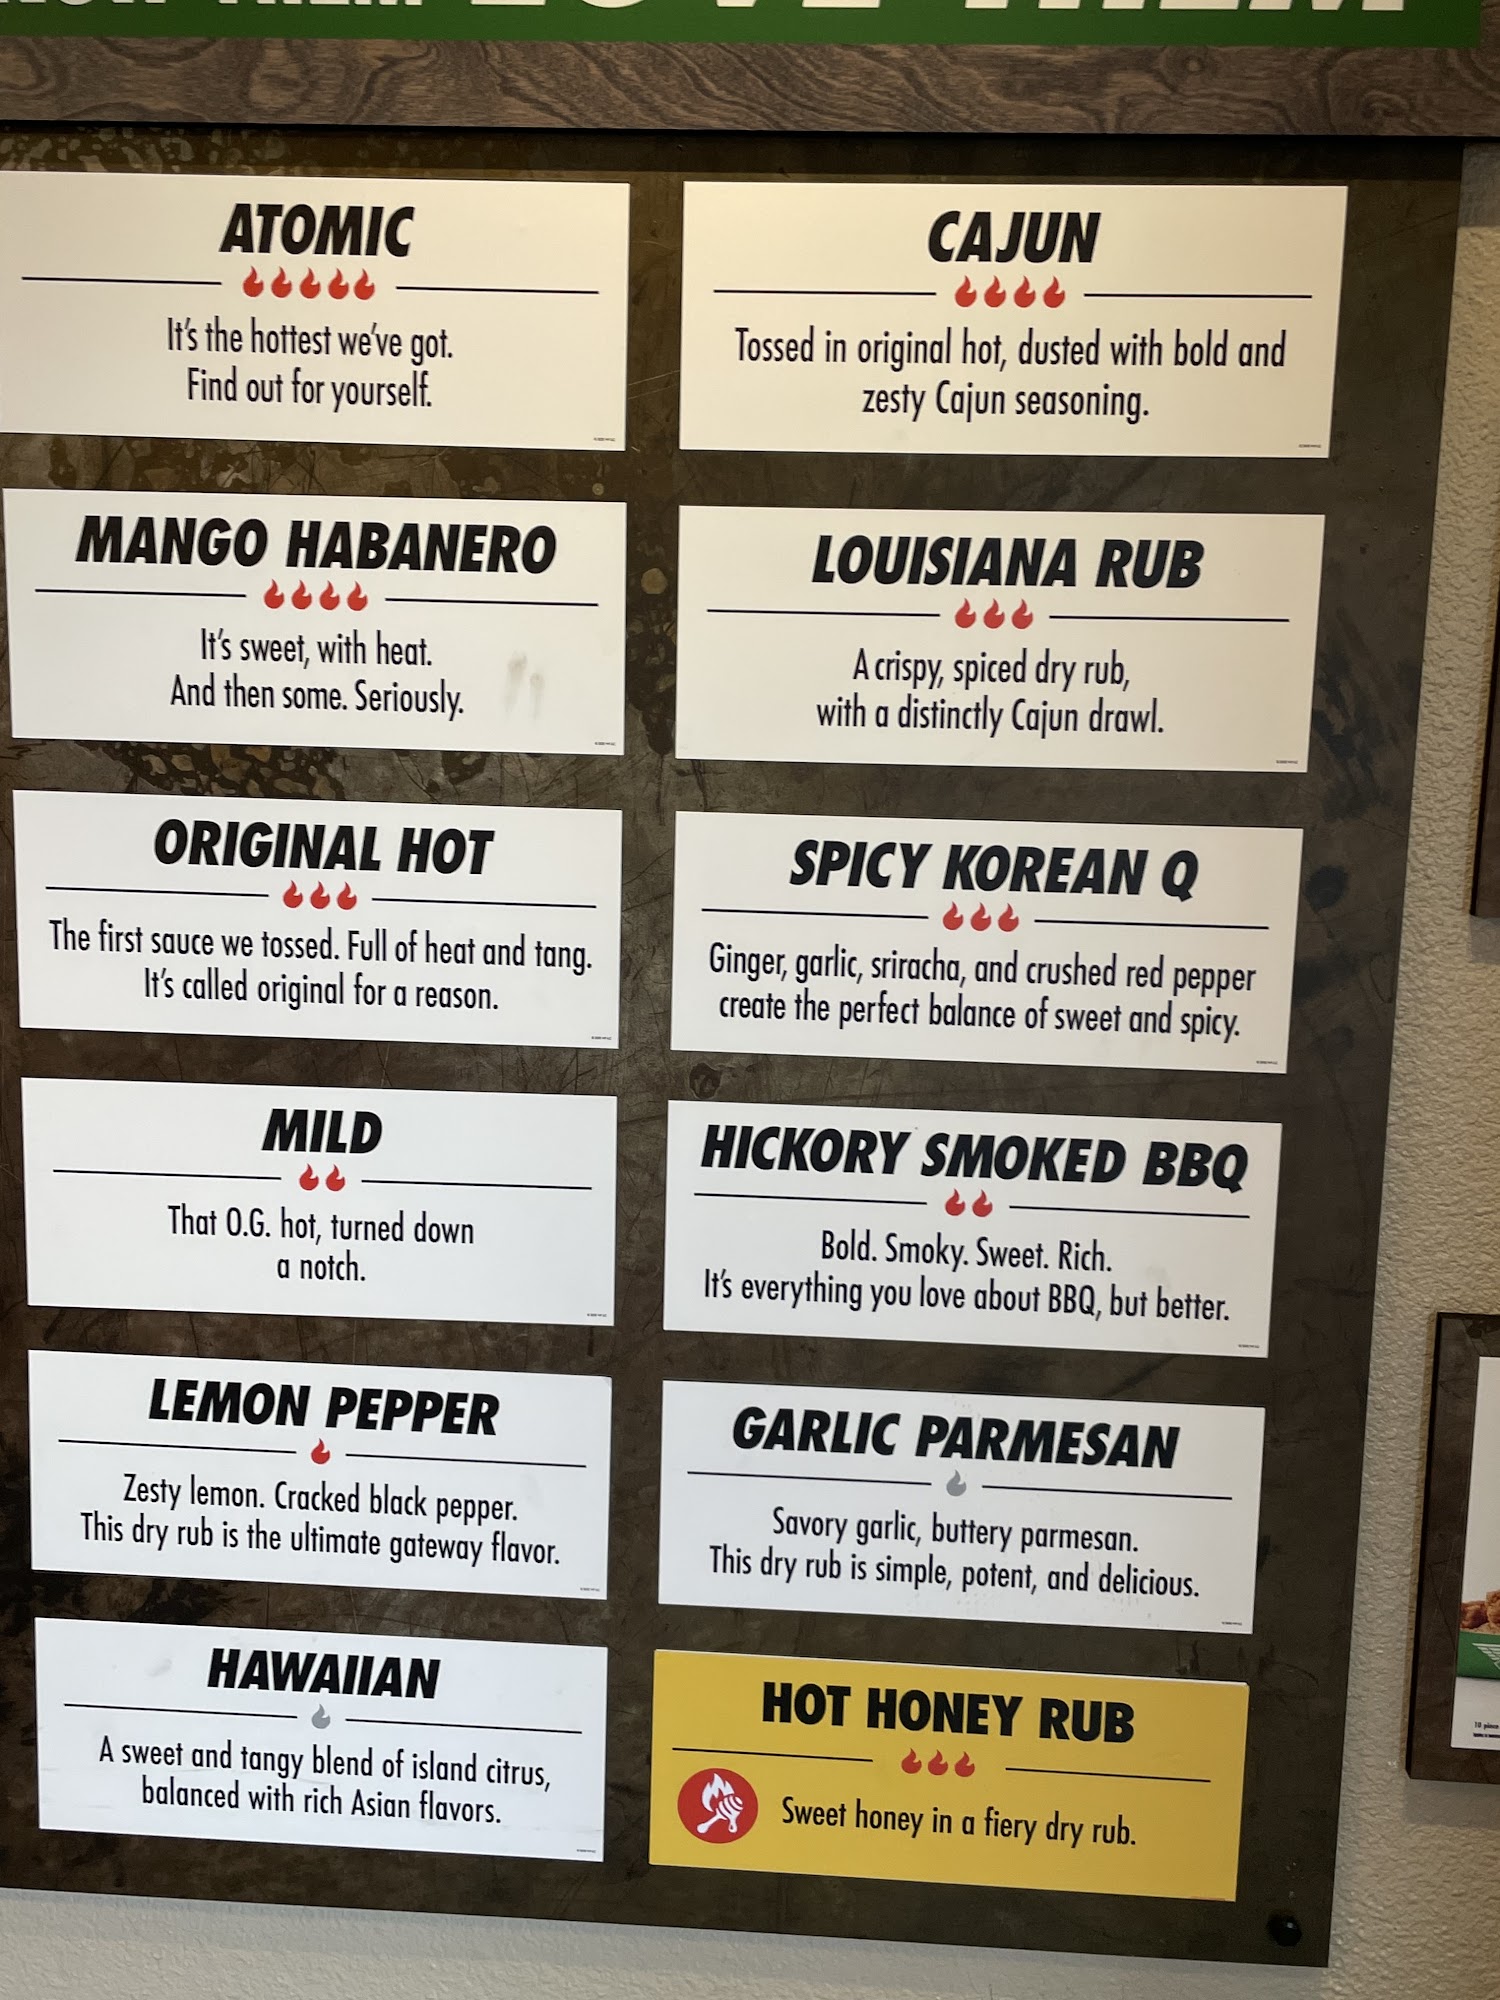 LOVE THEM
ATOMIC
It's the hottest we've got.
Find out for yourself.
CAJUN
Tossed in original hot, dusted with bold and
zesty Cajun seasoning.
MANGO HABANERO
It's sweet, with heat.
And then some. Seriously.
LOUISIANA RUB
A crispy, spiced dry rub,
with a distinctly Cajun drawl.
ORIGINAL HOT
The first sauce we tossed. Full of heat and tang.
It's called original for a reason.
SPICY KOREAN Q
Ginger, garlic, sriracha, and crushed red pepper
create the perfect balance of sweet and spicy.
MILD
That O.G. hot, turned down
a notch.
HICKORY SMOKED BBQ
Bold. Smoky. Sweet. Rich.
It's everything you love about BBQ, but better.
LEMON PEPPER
Zesty lemon. Cracked black pepper.
This dry rub is the ultimate gateway flavor.
GARLIC PARMESAN
Savory garlic, buttery parmesan.
This dry rub is simple, potent, and delicious.
HAWAIIAN
A sweet and tangy blend of island citrus,
balanced with rich Asian flavors.
HOT HONEY RUB
Sweet honey in a fiery dry rub.
10 piece